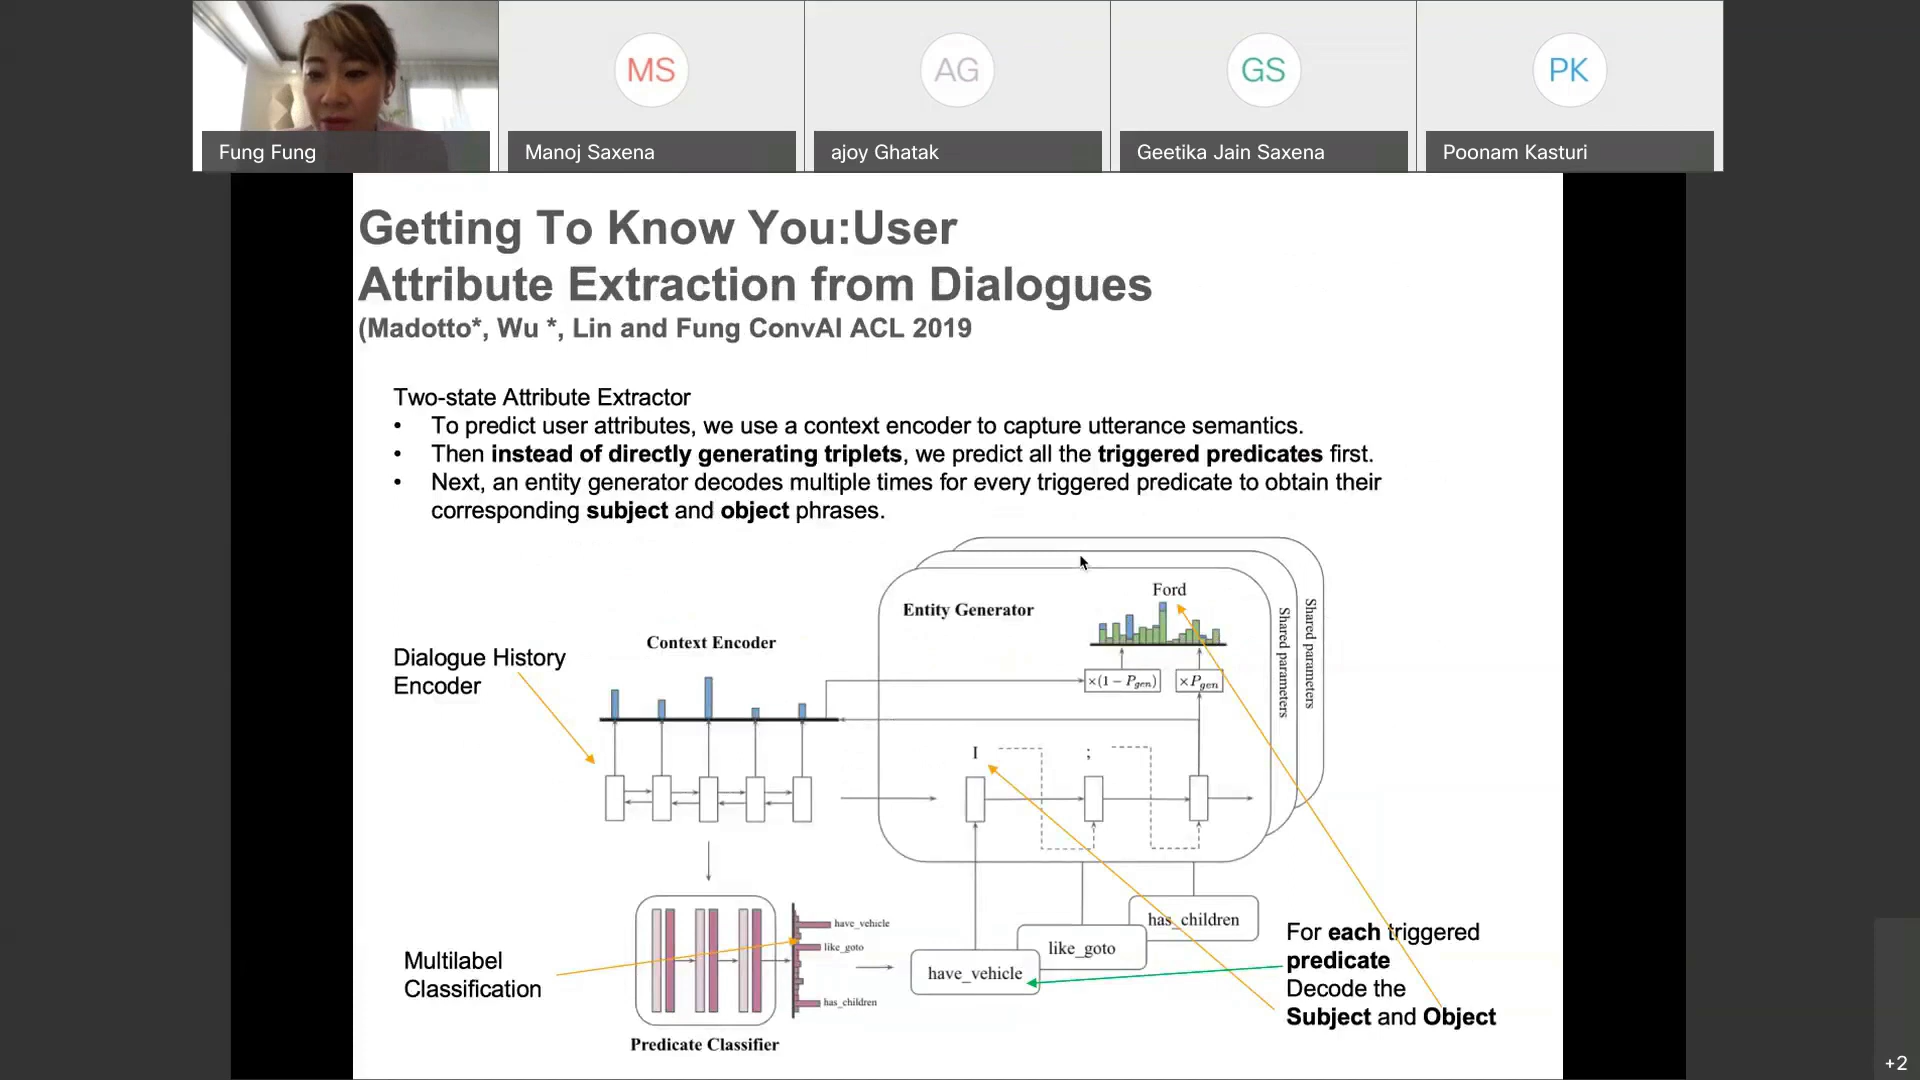 MS
AG
GS
PK
Fung Fung
Manoj Saxena
ajoy Ghatak
Geetika Jain Saxena
Poonam Kasturi
Getting To Know You:User
Attribute Extraction from Dialogues
(Madotto*, Wu *, Lin and Fung ConvAI ACL 2019
Two-state Attribute Extractor
• To predict user attributes, we use a context encoder to capture utterance semantics.
• Then instead of directly generating triplets, we predict all the triggered predicates first.
• Next, an entity generator decodes multiple times for every triggered predicate to obtain their
corresponding subject and object phrases.
Dialogue History
Encoder
Context Encoder
Entity Generator
Ford
×(1 − Pgen)
×Pgen
Shared parameters
Shared parameters
I
;
Multilabel
Classification
have_vehicle
like_goto
has_children
Predicate Classifier
have_vehicle
like_goto
has_children
For each triggered
predicate
Decode the
Subject and Object
+2